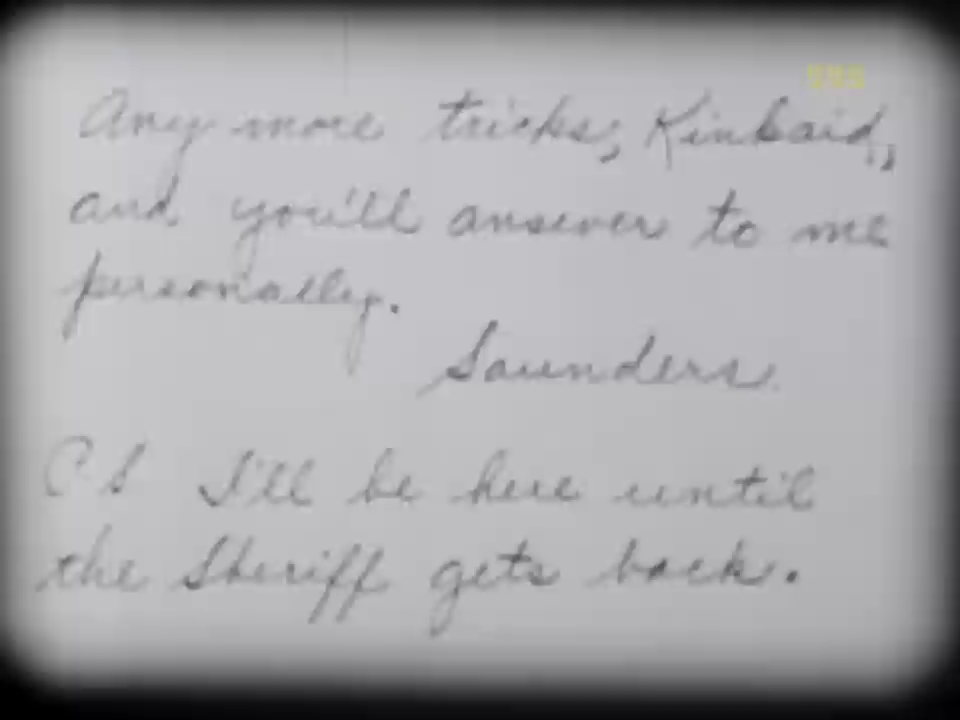 Any more tricks, Kinkaid,
and you'll answer to me
personally.
Saunders.
P.S I'll be here until
the Sheriff gets back.